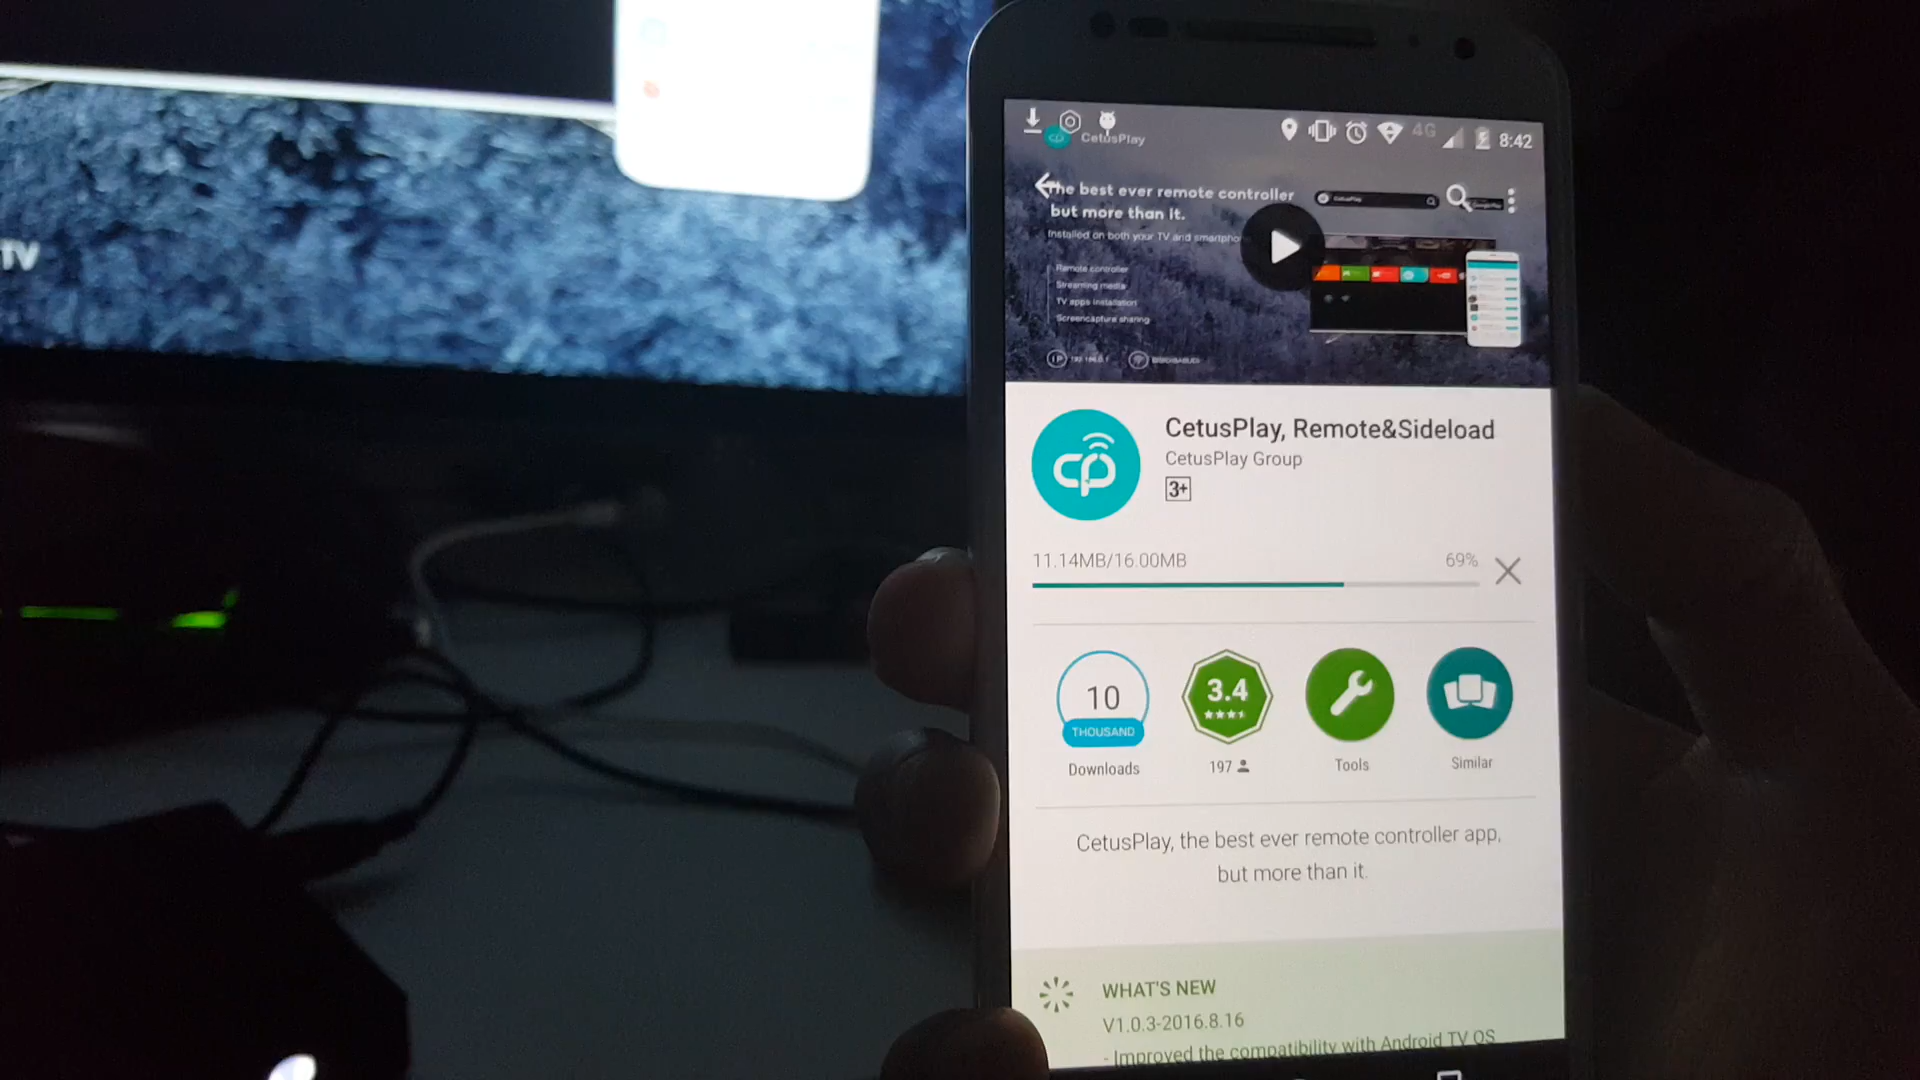 TV
4G
8:42
CetusPlay
The best ever remote controller
but more than it.
Installed on both your TV and smartphone
Remote controller
Streaming media
TV apps installation
Screencapture sharing
IP
CetusPlay, Remote&Sideload
CetusPlay Group
3+
11.14MB/16.00MB
69%
10
THOUSAND
Downloads
3.4
197
Tools
Similar
CetusPlay, the best ever remote controller app,
but more than it.
WHAT'S NEW
V1.0.3-2016.8.16
- Improved the compatibility with Android TV OS